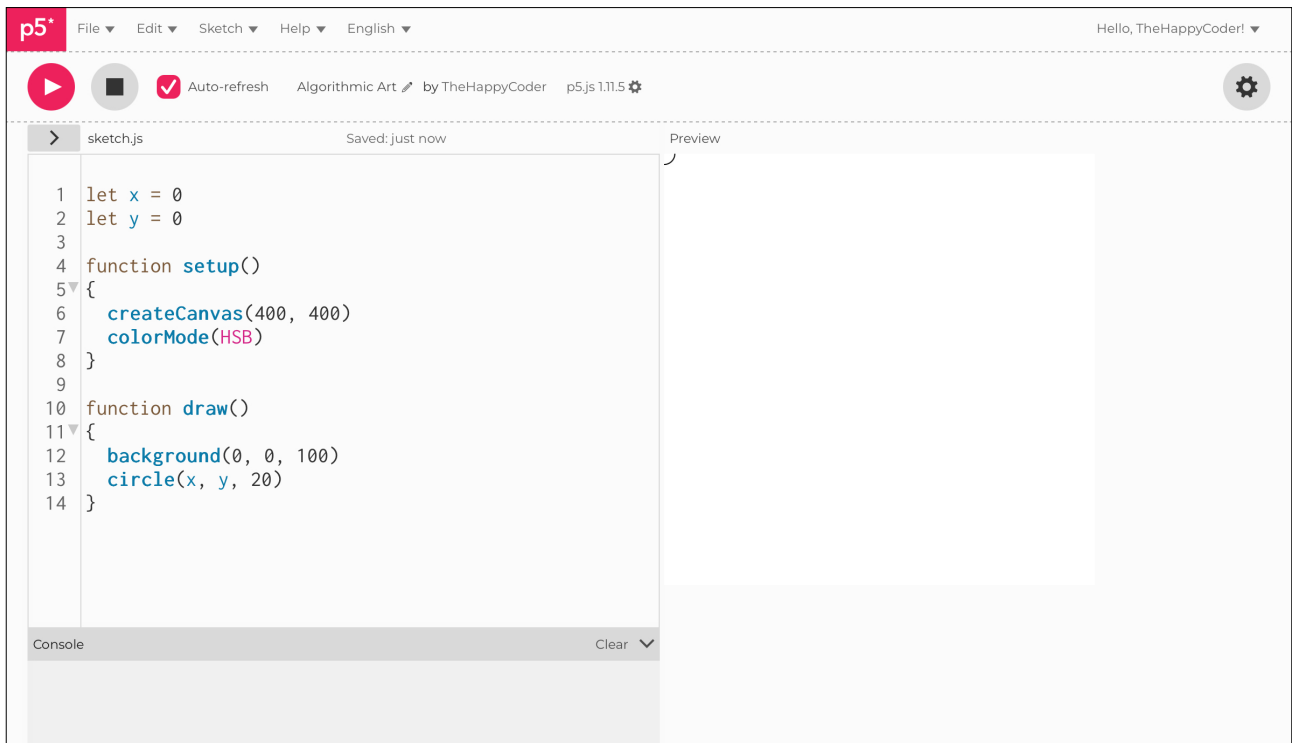 p5* File Edit Sketch Help English Hello, TheHappyCoder!
Auto-refresh Algorithmic Art by TheHappyCoder p5.js 1.11.5
sketch.js Saved: just now Preview
1 let x = 0
2 let y = 0
3
4 function setup()
5 {
6 createCanvas(400, 400)
7 colorMode(HSB)
8 }
9
10 function draw()
11 {
12 background(0, 0, 100)
13 circle(x, y, 20)
14 }
Console Clear